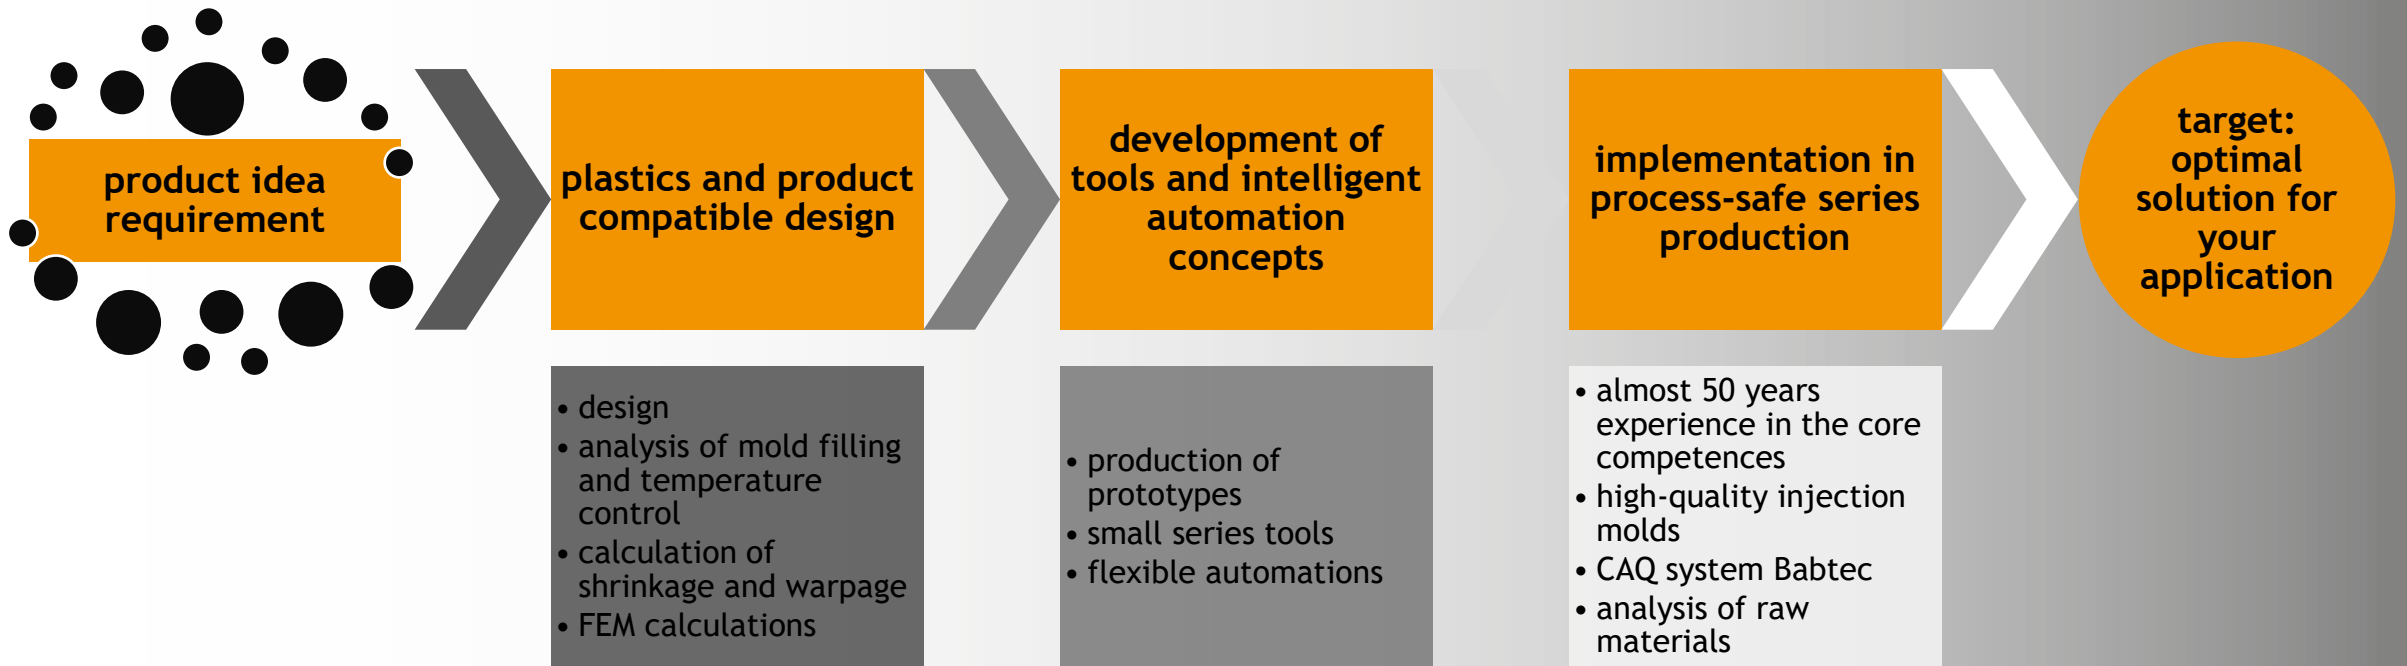 product idea
requirement
plastics and product
compatible design
• design
• analysis of mold filling
and temperature
control
• calculation of
shrinkage and warpage
• FEM calculations
development of
tools and intelligent
automation
concepts
• production of
prototypes
• small series tools
• flexible automations
implementation in
process-safe series
production
• almost 50 years
experience in the core
competences
• high-quality injection
molds
• CAQ system Babtec
• analysis of raw
materials
target:
optimal
solution for
your
application